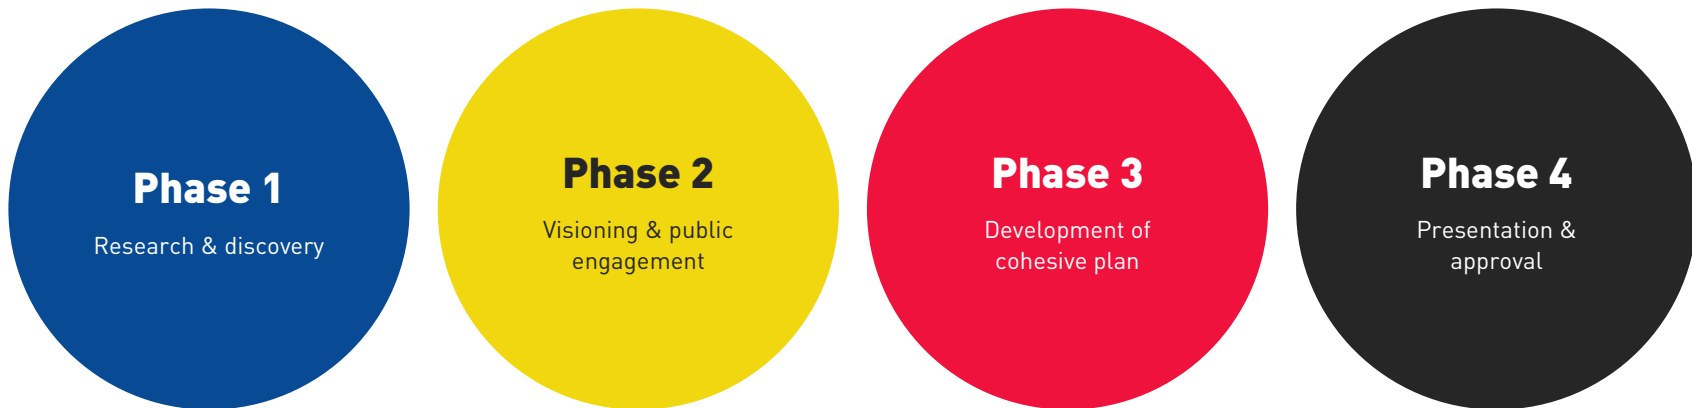 Phase 1
Research & discovery
Phase 2
Visioning & public
engagement
Phase 3
Development of
cohesive plan
Phase 4
Presentation &
approval